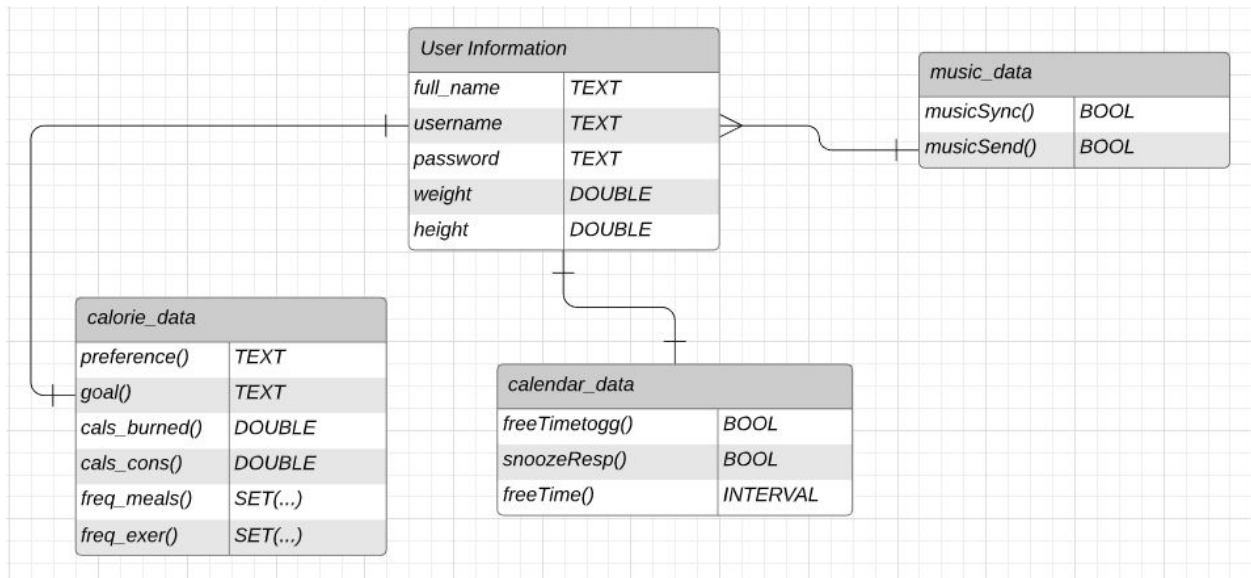 User Information
full_name TEXT
username TEXT
password TEXT
weight DOUBLE
height DOUBLE
music_data
musicSync() BOOL
musicSend() BOOL
calorie_data
preference() TEXT
goal() TEXT
cals_burned() DOUBLE
cals_cons() DOUBLE
freq_meals() SET(...)
freq_exer() SET(...)
calendar_data
freeTimetogg() BOOL
snoozeResp() BOOL
freeTime() INTERVAL